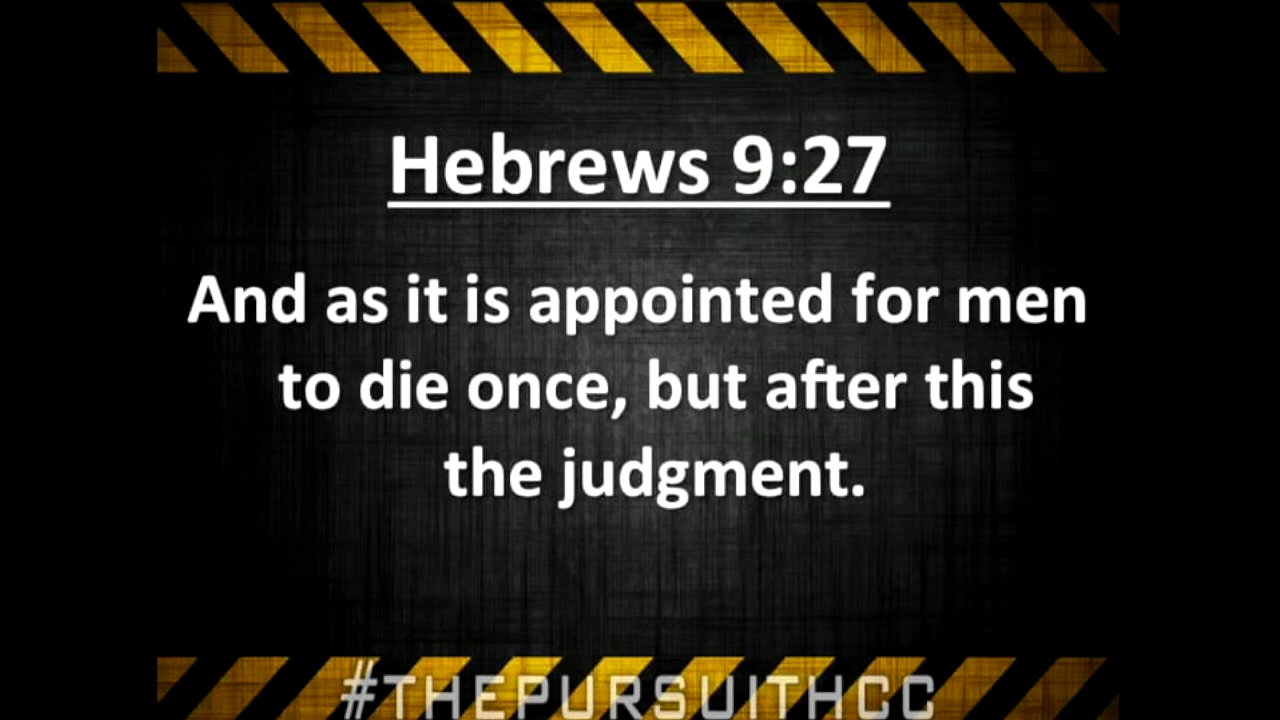 Hebrews 9:27
And as it is appointed for men
to die once, but after this
the judgment.
#THEPURSUITHCC